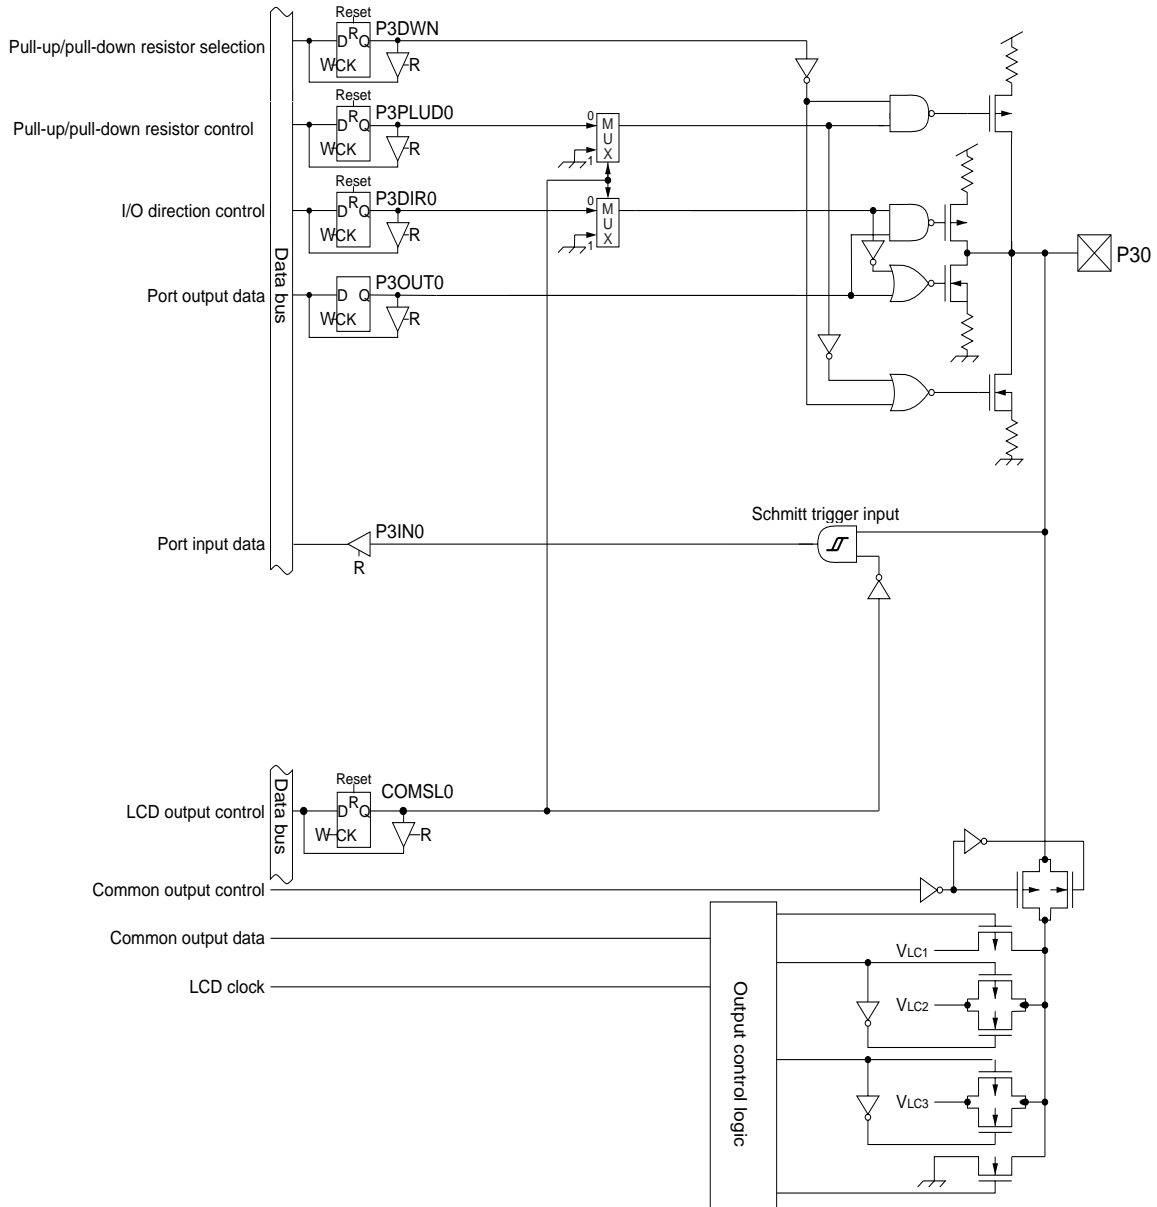 Reset
Pull-up/pull-down resistor selection
D R Q
P3DWN
W CK
R
Reset
Pull-up/pull-down resistor control
D R Q
P3PLUD0
W CK
R
0
MUX
1
Reset
I/O direction control
D R Q
P3DIR0
W CK
R
0
MUX
1
Data bus
P30
Port output data
D Q
P3OUT0
W CK
R
Schmitt trigger input
Port input data
P3IN0
R
Data bus
Reset
LCD output control
D R Q
COMSL0
W CK
R
Common output control
Common output data
LCD clock
Output control logic
VLC1
VLC2
VLC3